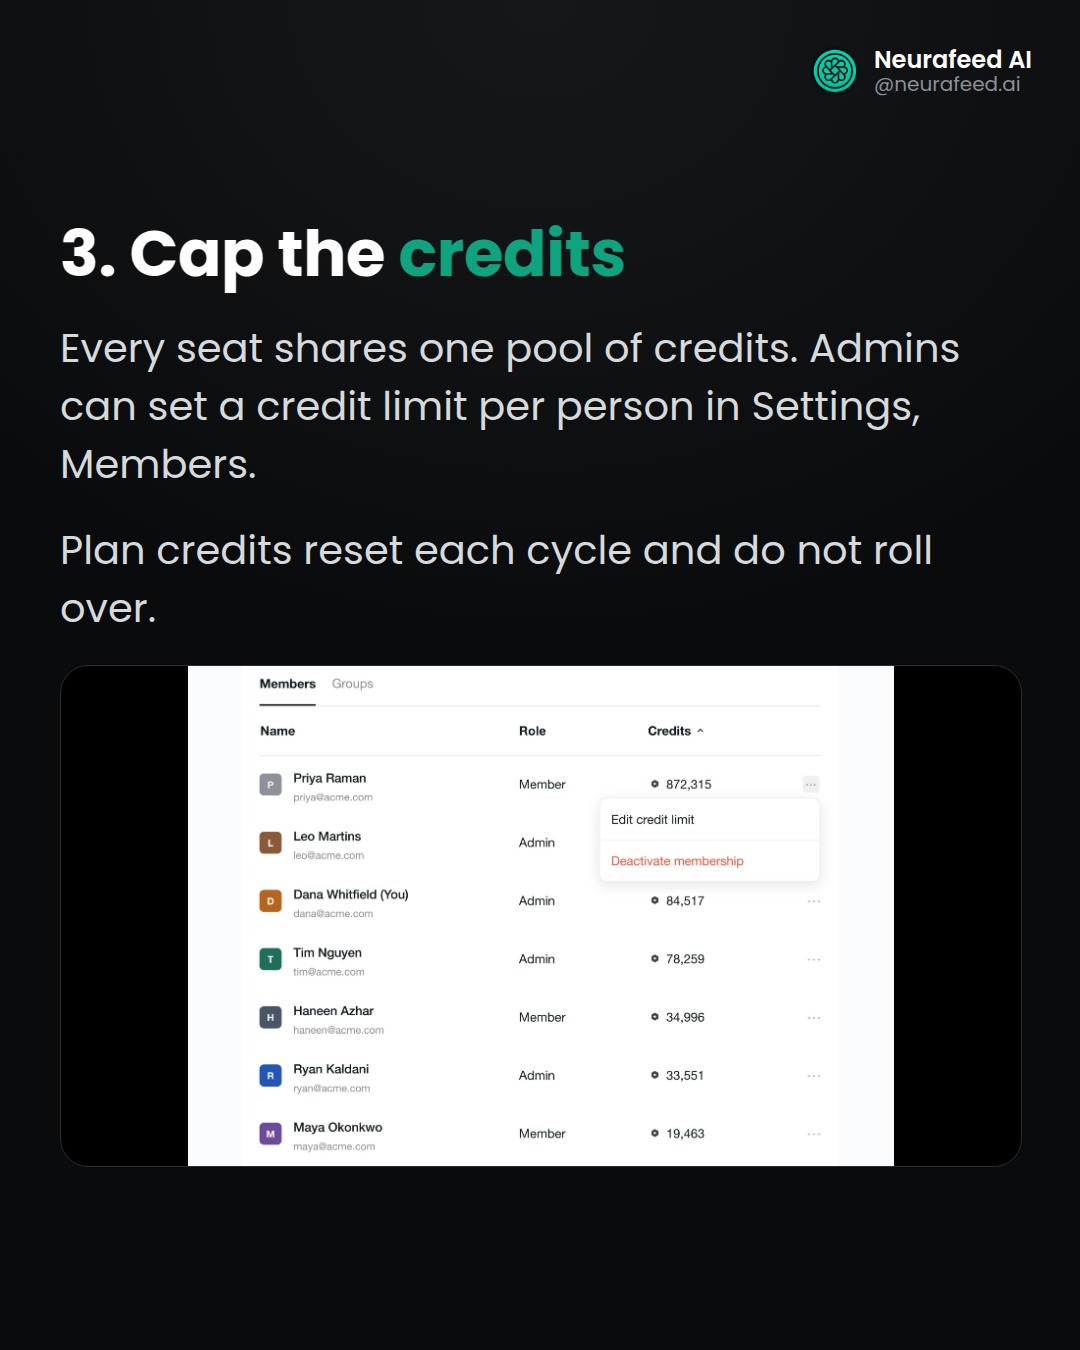 Neurafeed AI
@neurafeed.ai
3. Cap the credits
Every seat shares one pool of credits. Admins
can set a credit limit per person in Settings,
Members.
Plan credits reset each cycle and do not roll
over.
Members Groups
Name Role Credits
P Priya Raman Member 872,315
priya@acme.com
Edit credit limit
L Leo Martins Admin
leo@acme.com
Deactivate membership
D Dana Whitfield (You) Admin 84,517
dana@acme.com
T Tim Nguyen Admin 78,259
tim@acme.com
H Haneen Azhar Member 34,996
haneen@acme.com
R Ryan Kaldani Admin 33,551
ryan@acme.com
M Maya Okonkwo Member 19,463
maya@acme.com